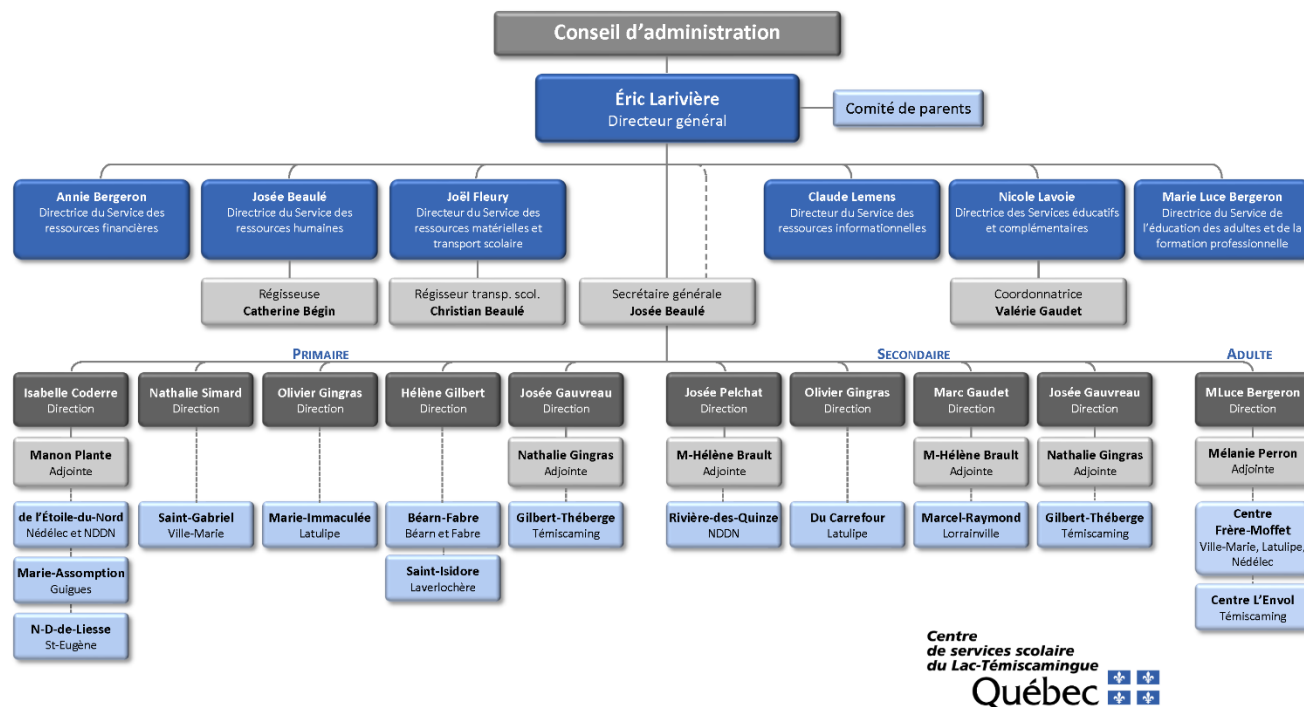 Conseil d'administration
Éric Larivière
Directeur général
Comité de parents
Annie Bergeron
Directrice du Service des
ressources financières
Josée Beaulé
Directrice du Service des
ressources humaines
Joël Fleury
Directeur du Service des
ressources matérielles et
transport scolaire
Claude Lemens
Directeur du Service des
ressources informationnelles
Nicole Lavoie
Directrice des Services éducatifs
et complémentaires
Marie Luce Bergeron
Directrice du Service de
l'éducation des adultes et de la
formation professionnelle
Régisseuse
Catherine Bégin
Régisseur transp. scol.
Christian Beaulé
Secrétaire générale
Josée Beaulé
Coordonnatrice
Valérie Gaudet
PRIMAIRE
SECONDAIRE
ADULTE
Isabelle Coderre
Direction
Nathalie Simard
Direction
Olivier Gingras
Direction
Hélène Gilbert
Direction
Josée Gauvreau
Direction
Josée Pelchat
Direction
Olivier Gingras
Direction
Marc Gaudet
Direction
Josée Gauvreau
Direction
MLuce Bergeron
Direction
Manon Plante
Adjointe
Nathalie Gingras
Adjointe
M-Hélène Brault
Adjointe
M-Hélène Brault
Adjointe
Nathalie Gingras
Adjointe
Mélanie Perron
Adjointe
de l'Étoile-du-Nord
Nédélec et NDDN
Saint-Gabriel
Ville-Marie
Marie-Immaculée
Latulipe
Béarn-Fabre
Béarn et Fabre
Gilbert-Théberge
Témiscaming
Rivière-des-Quinze
NDDN
Du Carrefour
Latulipe
Marcel-Raymond
Lorrainville
Gilbert-Théberge
Témiscaming
Centre
Frère-Moffet
Ville-Marie, Latulipe,
Nédélec
Marie-Assomption
Guigues
Saint-Isidore
Laverlochère
Centre L'Envol
Témiscaming
N-D-de-Liesse
St-Eugène
Centre
de services scolaire
du Lac-Témiscamingue
Québec